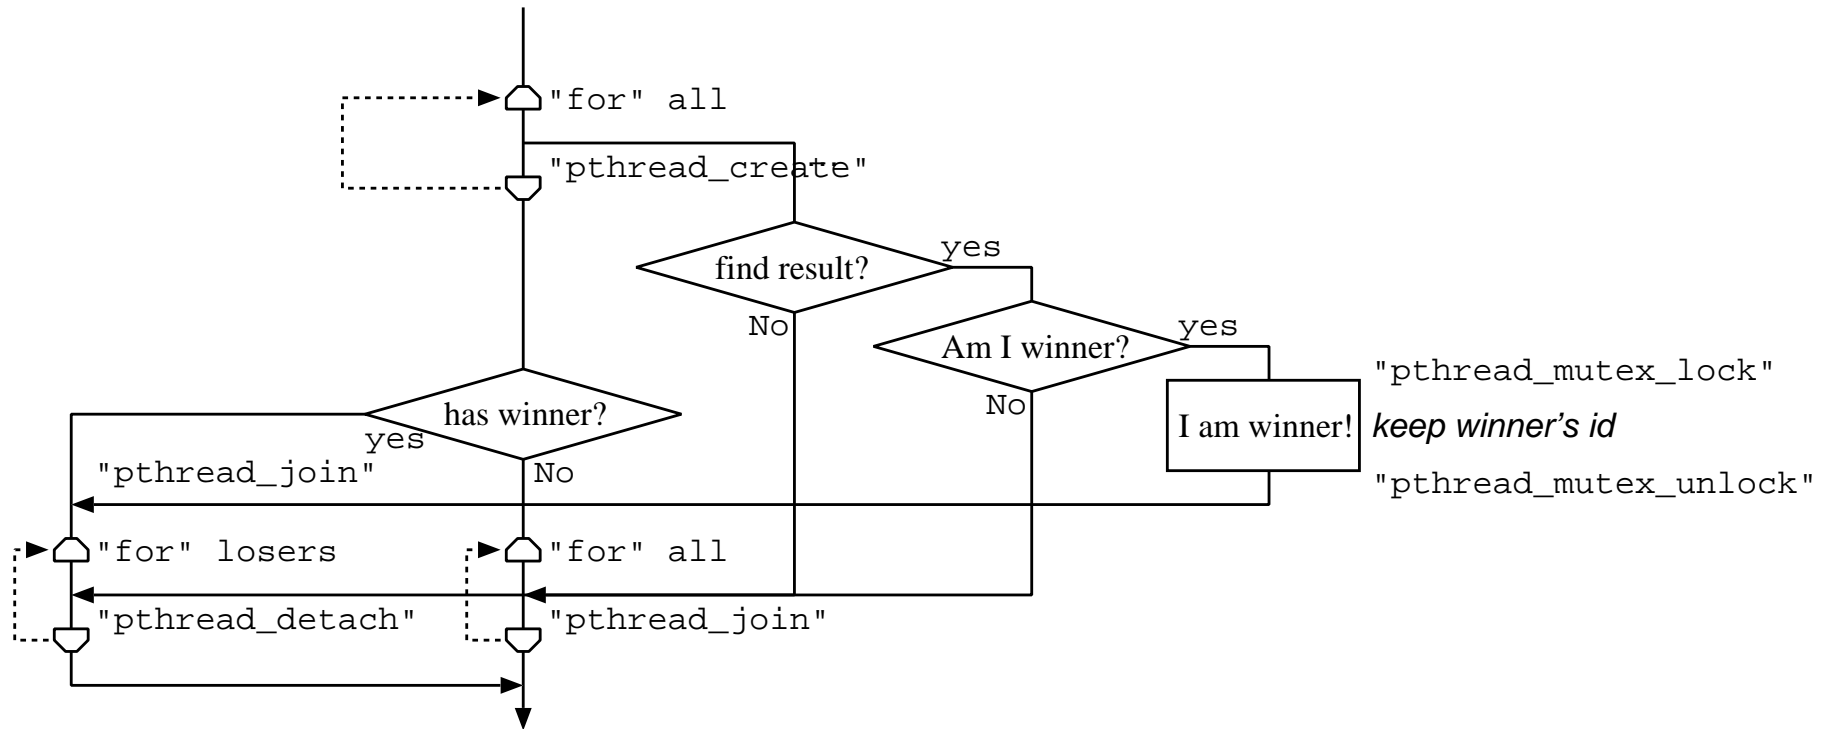 "for" all
"pthread_create"
...
yes
find result?
yes
No
Am I winner?
"pthread_mutex_lock"
No
has winner?
I am winner!
keep winner's id
yes
"pthread_join"
No
"pthread_mutex_unlock"
"for" losers
"for" all
"pthread_detach"
"pthread_join"